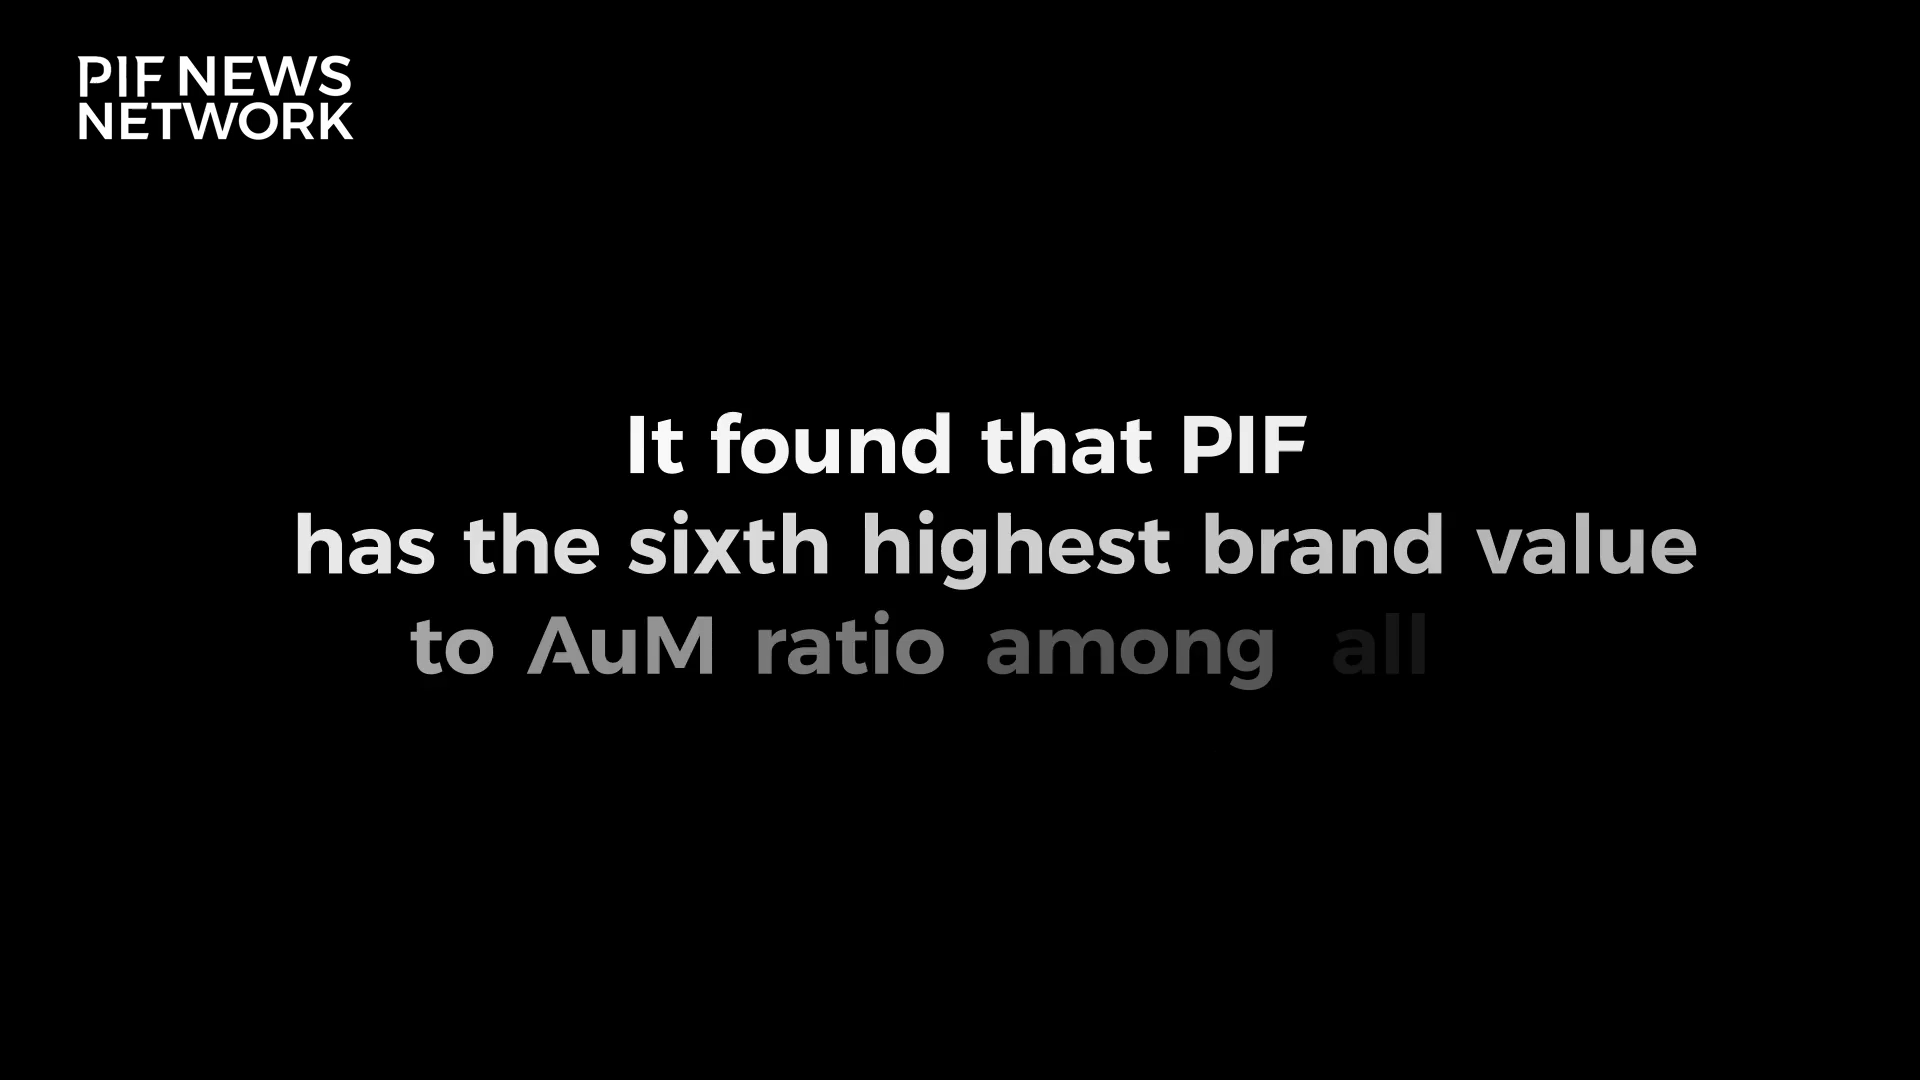 PIF NEWS
NETWORK
It found that PIF
has the sixth highest brand value
to AuM ratio among all